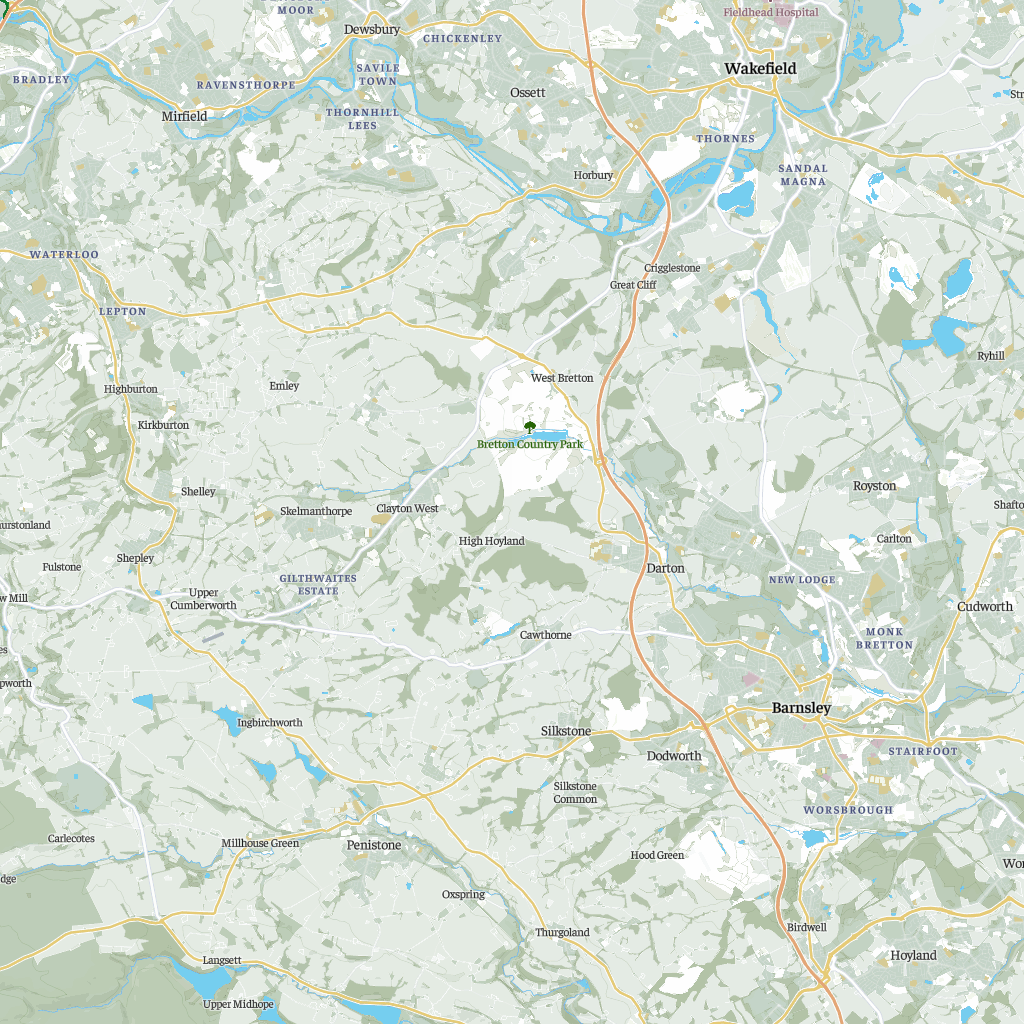 MOOR
Fieldhead Hospital
Dewsbury
CHICKENLEY
Wakefield
BRADLEY
SAVILE
TOWN
RAVENSTHORPE
Ossett
Mirfield
THORNHILL
LEES
THORNES
Horbury
SANDAL
MAGNA
WATERLOO
Crigglestone
Great Cliff
LEPTON
Ryhill
West Bretton
Emley
Highburton
Kirkburton
Bretton Country Park
Shelley
Royston
Skelmanthorpe
Clayton West
Carlton
High Hoyland
Shepley
Fulstone
Darton
GILTHWAITES
ESTATE
NEW LODGE
Upper
Cumberworth
Cudworth
Cawthorne
MONK
BRETTON
Barnsley
Ingbirchworth
Silkstone
STAIRFOOT
Dodworth
Silkstone
Common
WORSBROUGH
Carlecotes
Millhouse Green
Penistone
Hood Green
Oxspring
Thurgoland
Birdwell
Hoyland
Langsett
Upper Midhope